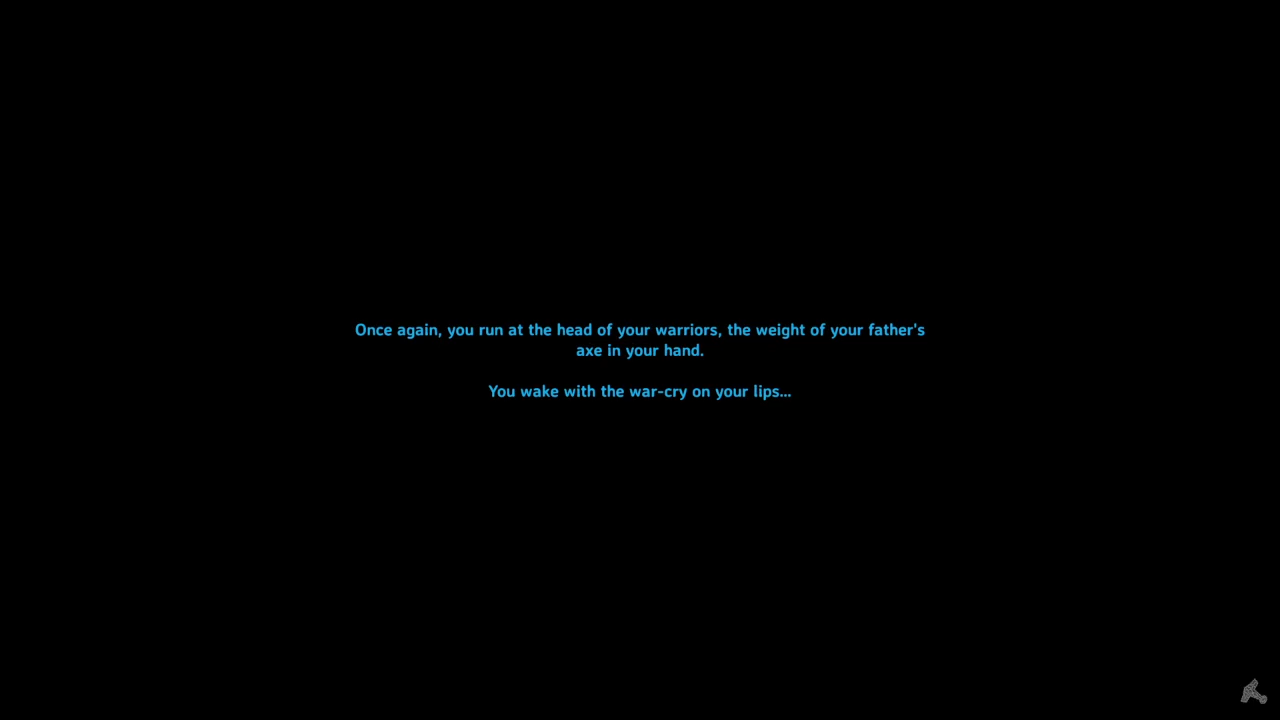 Once again, you run at the head of your warriors, the weight of your father's
axe in your hand.
You wake with the war-cry on your lips...